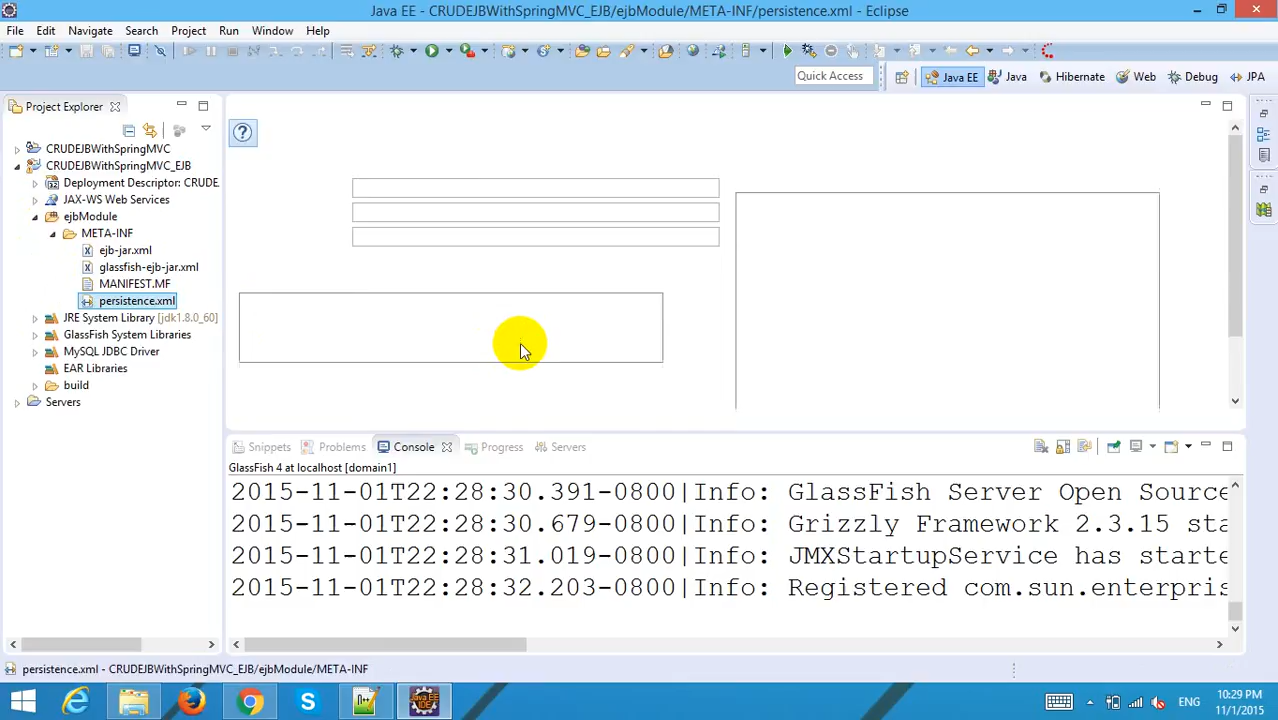 Java EE - CRUDEJBWithSpringMVC_EJB/ejbModule/META-INF/persistence.xml - Eclipse
File Edit Navigate Search Project Run Window Help
Quick Access Java EE Java Hibernate Web Debug JPA
Project Explorer
CRUDEJBWithSpringMVC
CRUDEJBWithSpringMVC_EJB
Deployment Descriptor: CRUDE
JAX-WS Web Services
ejbModule
META-INF
ejb-jar.xml
glassfish-ejb-jar.xml
MANIFEST.MF
persistence.xml
JRE System Library [jdk1.8.0_60]
GlassFish System Libraries
MySQL JDBC Driver
EAR Libraries
build
Servers
Snippets Problems Console Progress Servers
GlassFish 4 at localhost [domain1]
2015-11-01T22:28:30.391-0800|Info: GlassFish Server Open Source
2015-11-01T22:28:30.679-0800|Info: Grizzly Framework 2.3.15 sta
2015-11-01T22:28:31.019-0800|Info: JMXStartupService has starte
2015-11-01T22:28:32.203-0800|Info: Registered com.sun.enterpris
persistence.xml - CRUDEJBWithSpringMVC_EJB/ejbModule/META-INF
Java EE
IDE
ENG
10:29 PM
11/1/2015